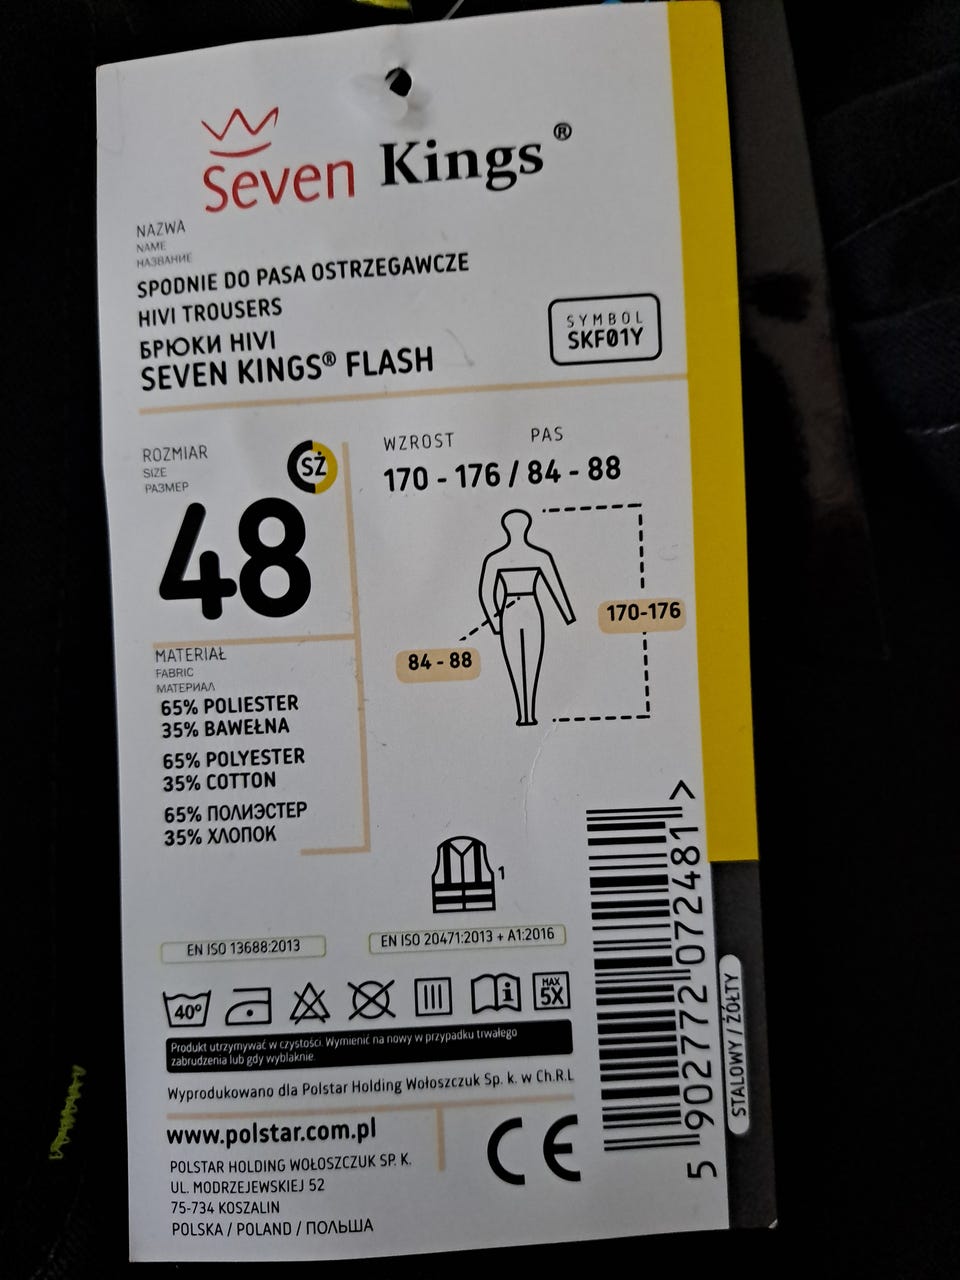 Seven Kings®
NAZWA
NAME
НАЗВАНИЕ
SPODNIE DO PASA OSTRZEGAWCZE
HIVI TROUSERS
БРЮКИ HIVI
SEVEN KINGS® FLASH
SYMBOL
SKF01Y
ROZMIAR
SIZE
РАЗМЕР
SŻ
48
WZROST PAS
170 - 176 / 84 - 88
170-176
84 - 88
MATERIAŁ
FABRIC
МАТЕРИАЛ
65% POLIESTER
35% BAWEŁNA
65% POLYESTER
35% COTTON
65% ПОЛИЭСТЕР
35% ХЛОПОК
1
EN ISO 13688:2013
EN ISO 20471:2013 + A1:2016
40°
i
MAX
5X
Produkt utrzymywać w czystości. Wymienić na nowy w przypadku trwałego
zabrudzenia lub gdy wyblaknie.
Wyprodukowano dla Polstar Holding Wołoszczuk Sp. k. w Ch.R.L
www.polstar.com.pl
POLSTAR HOLDING WOŁOSZCZUK SP. K.
UL. MODRZEJEWSKIEJ 52
75-734 KOSZALIN
POLSKA / POLAND / ПОЛЬША
CE
5 902772 072481 >
STALOWY / ŻÓŁTY